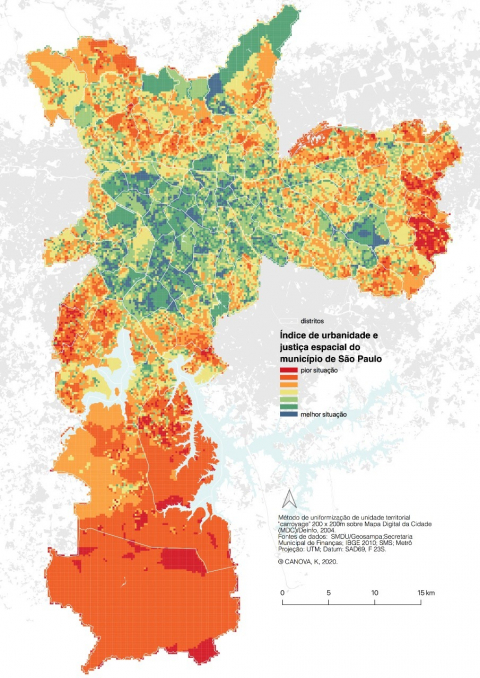 distritos
Índice de urbanidade e
justiça espacial do
município de São Paulo
pior situação
melhor situação
Método de uniformização de unidade territorial
"carroyage" 200 x 200m sobre Mapa Digital da Cidade
(MDC)/Deinfo, 2004.
Fontes de dados: SMDU/Geosampa;Secretaria
Municipal de Finanças; IBGE 2010; SMS; Metrô
Projeção: UTM; Datum: SAD69, F 23S.
® CANOVA, K, 2020.
0 5 10 15 km